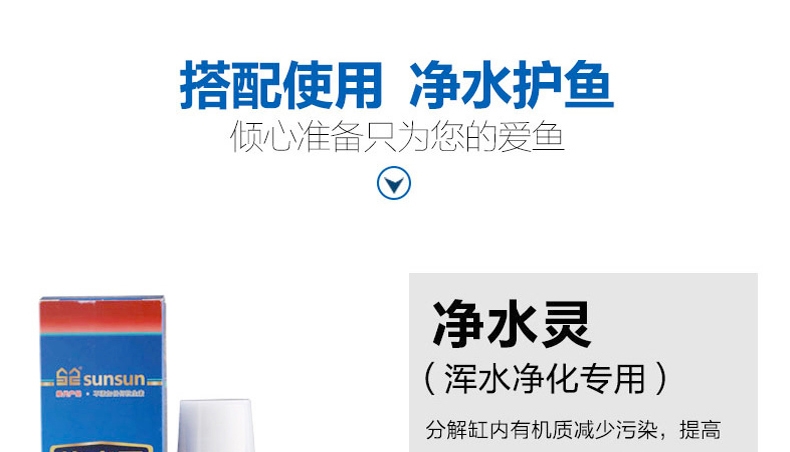 搭配使用 净水护鱼
倾心准备只为您的爱鱼
净水灵
（浑水净化专用）
分解缸内有机质减少污染，提高
sunsun